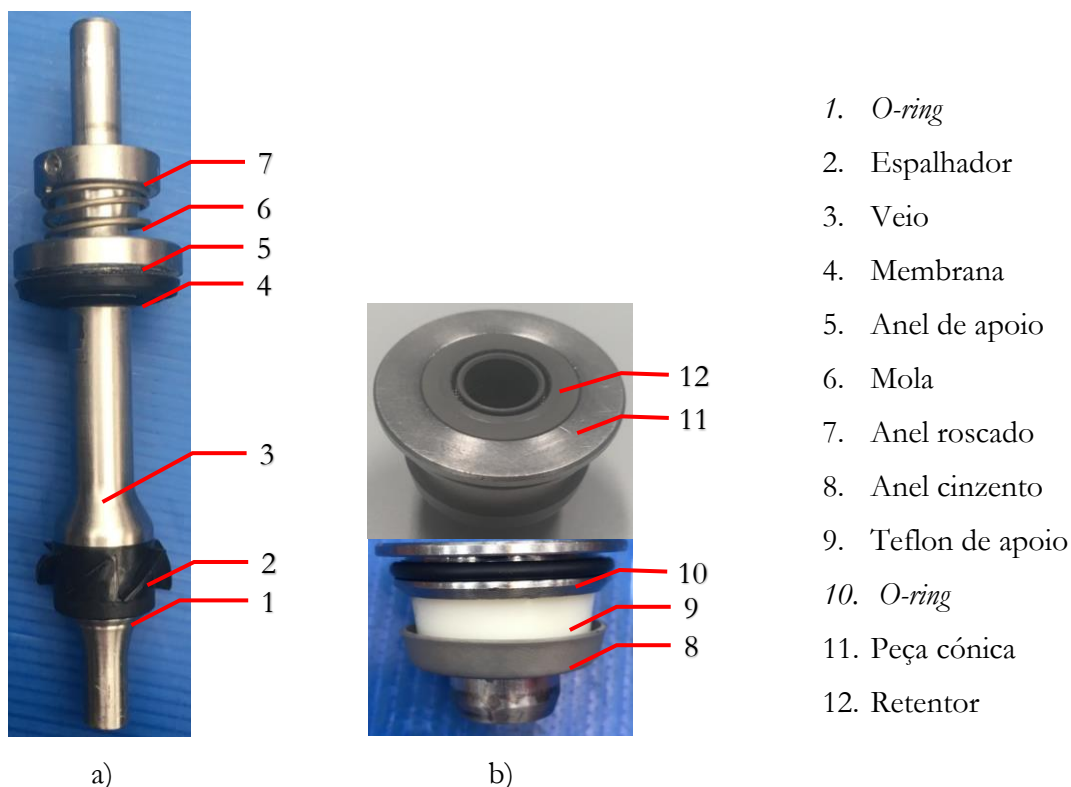 7
6
5
4
3
2
1
12
11
10
9
8
a)
b)
1. O-ring
2. Espalhador
3. Veio
4. Membrana
5. Anel de apoio
6. Mola
7. Anel roscado
8. Anel cinzento
9. Teflon de apoio
10. O-ring
11. Peça cónica
12. Retentor